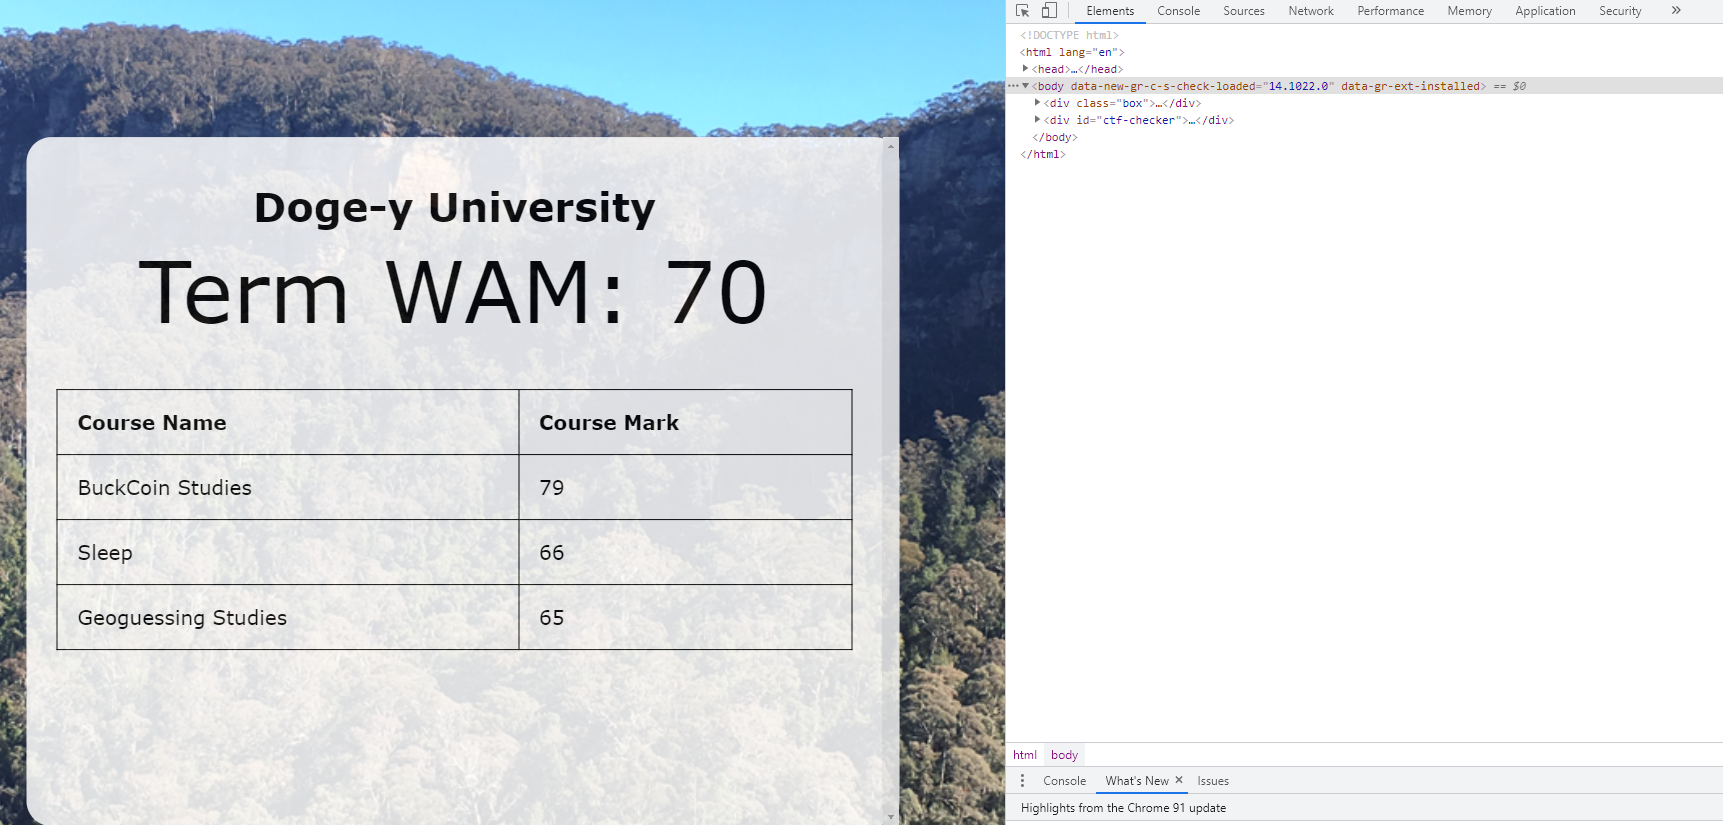 Doge-y University
Term WAM: 70
Course Name Course Mark
BuckCoin Studies 79
Sleep 66
Geoguessing Studies 65
Elements Console Sources Network Performance Memory Application Security »
<!DOCTYPE html>
<html lang="en">
<head>…</head>
<body data-new-gr-c-s-check-loaded="14.1022.0" data-gr-ext-installed> == $0
<div class="box">…</div>
<div id="ctf-checker">…</div>
</body>
</html>
html body
Console What's New × Issues
Highlights from the Chrome 91 update